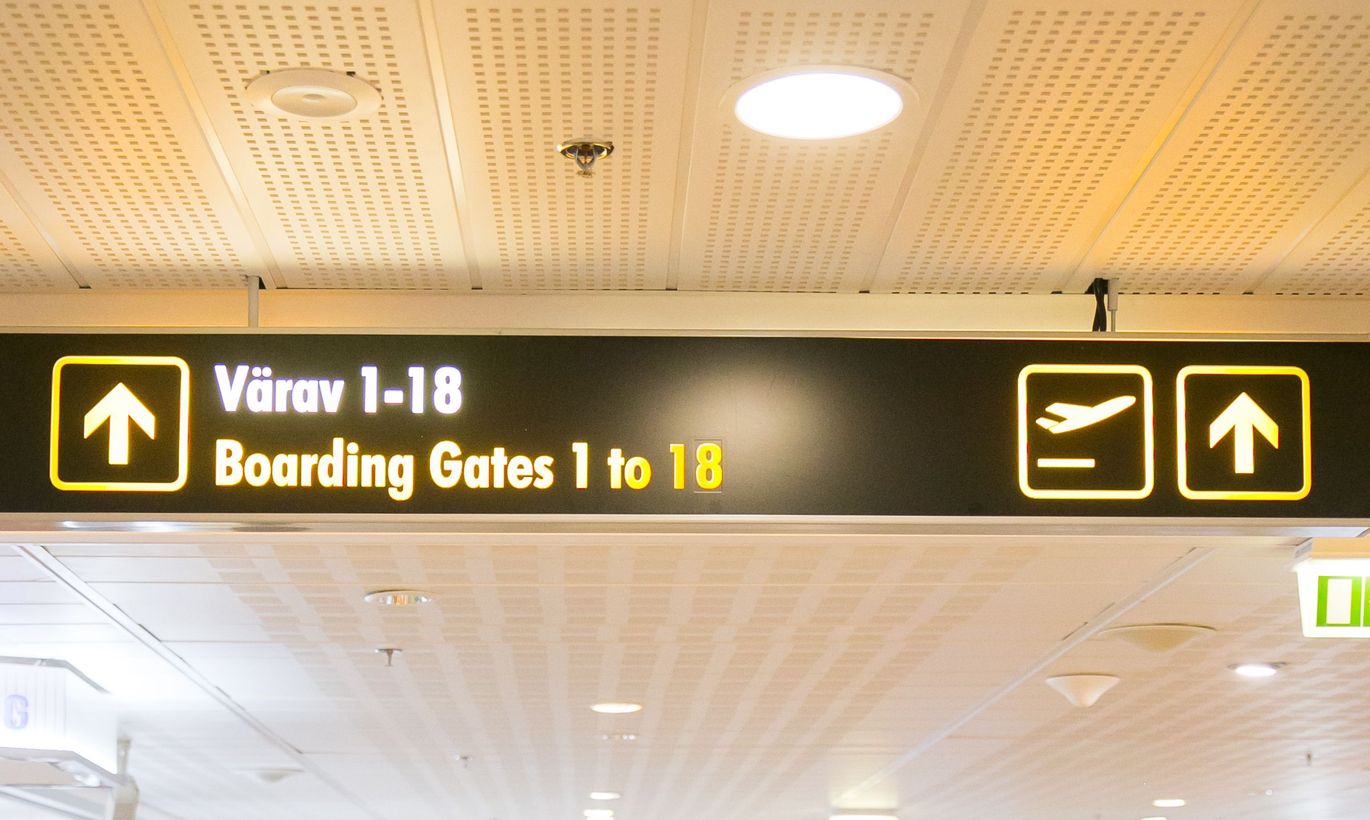 Värav 1-18
Boarding Gates 1 to 18
G